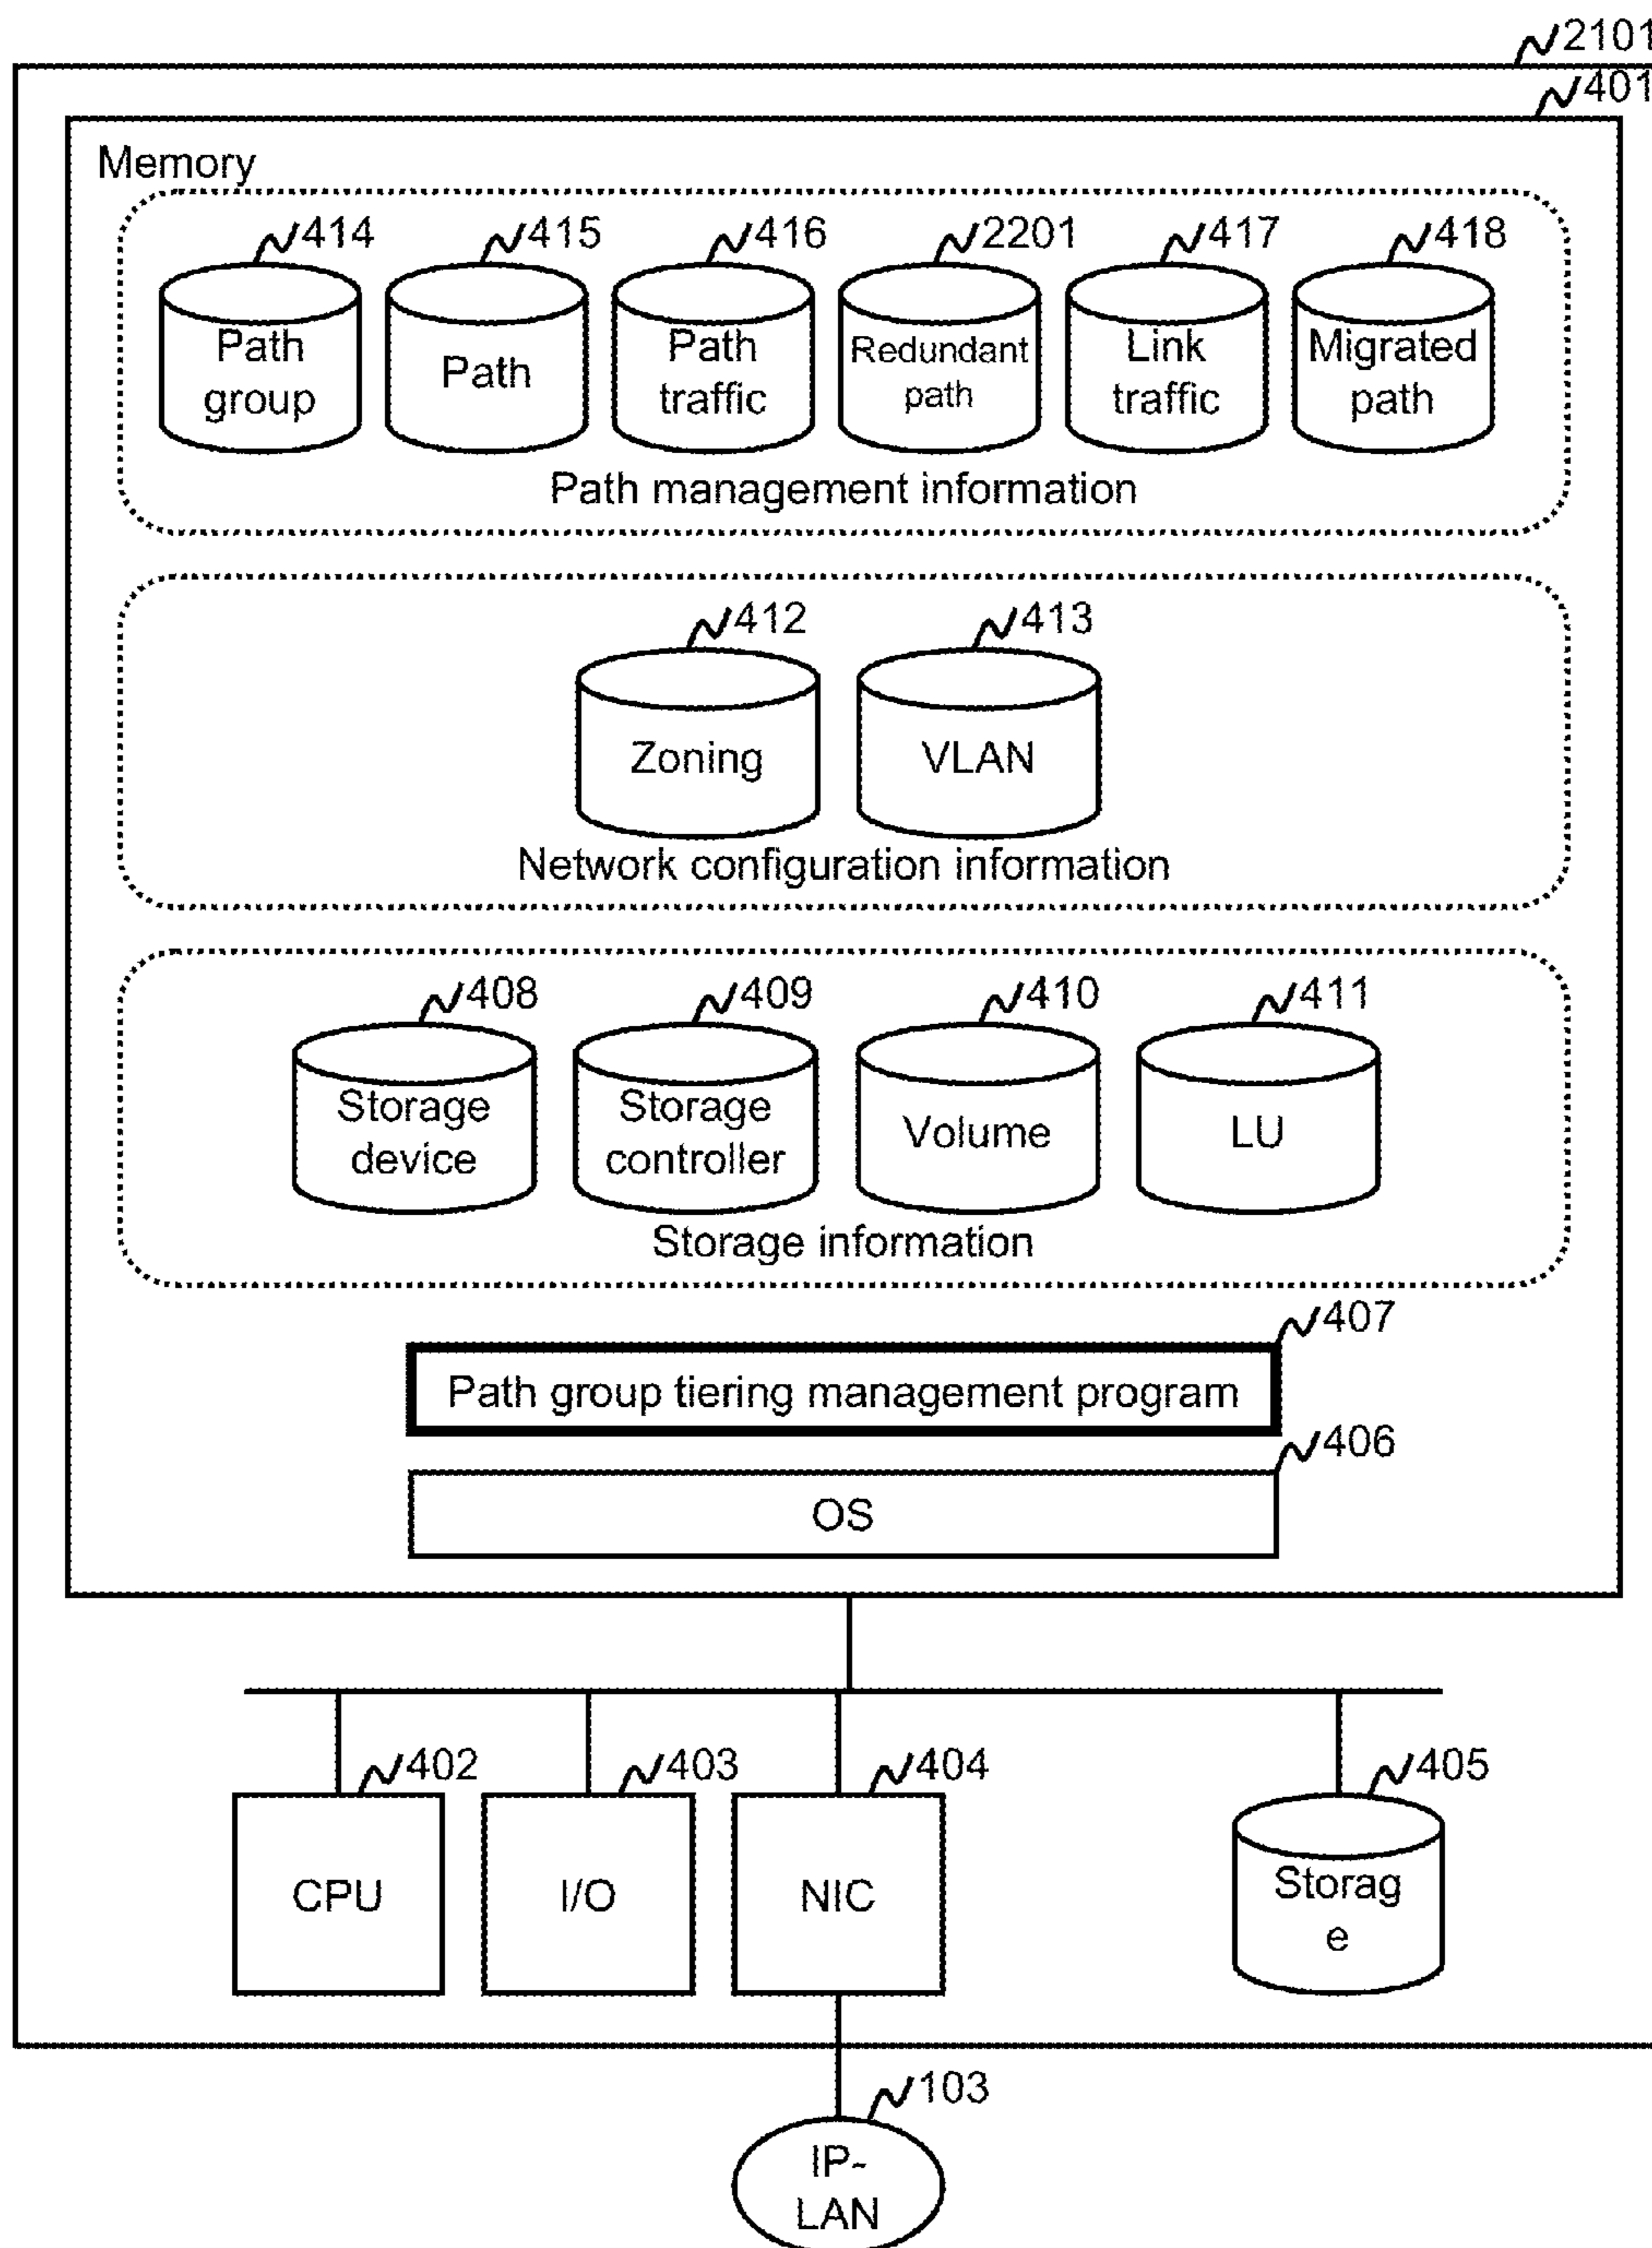 2101
401
Memory
414
415
416
2201
417
418
Path
group
Path
Path
traffic
Redundant
path
Link
traffic
Migrated
path
Path management information
412
413
Zoning
VLAN
Network configuration information
408
409
410
411
Storage
device
Storage
controller
Volume
LU
Storage information
407
Path group tiering management program
406
OS
402
403
404
405
CPU
I/O
NIC
Storag
e
103
IP-
LAN